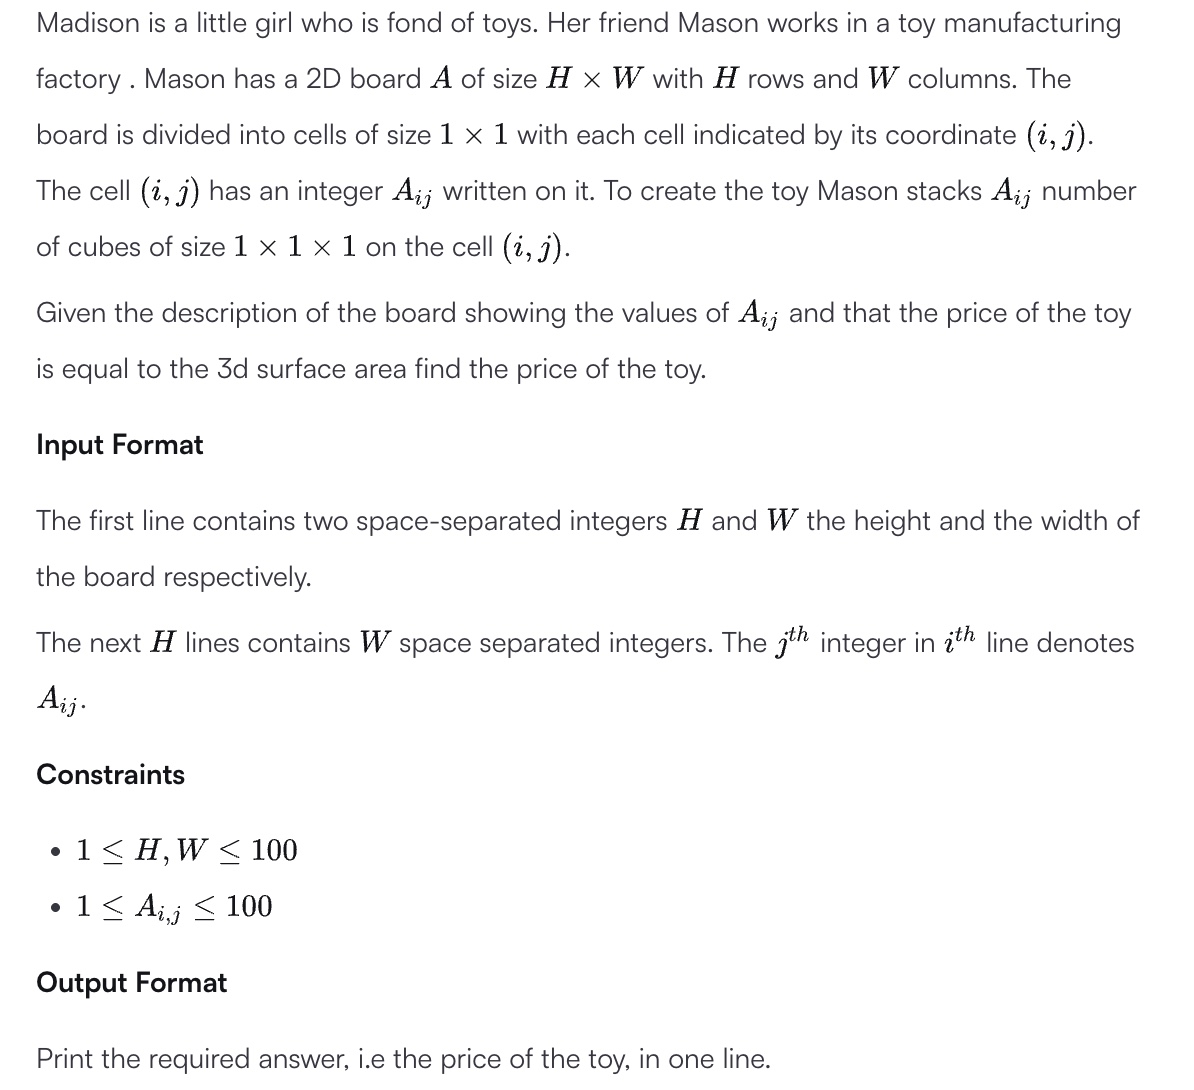 Madison is a little girl who is fond of toys. Her friend Mason works in a toy manufacturing
factory . Mason has a 2D board A of size H × W with H rows and W columns. The
board is divided into cells of size 1 × 1 with each cell indicated by its coordinate (i, j).
The cell (i, j) has an integer A_{ij} written on it. To create the toy Mason stacks A_{ij} number
of cubes of size 1 × 1 × 1 on the cell (i, j).
Given the description of the board showing the values of A_{ij} and that the price of the toy
is equal to the 3d surface area find the price of the toy.
Input Format
The first line contains two space-separated integers H and W the height and the width of
the board respectively.
The next H lines contains W space separated integers. The j^{th} integer in i^{th} line denotes
A_{ij}.
Constraints
• 1 ≤ H, W ≤ 100
• 1 ≤ A_{i,j} ≤ 100
Output Format
Print the required answer, i.e the price of the toy, in one line.